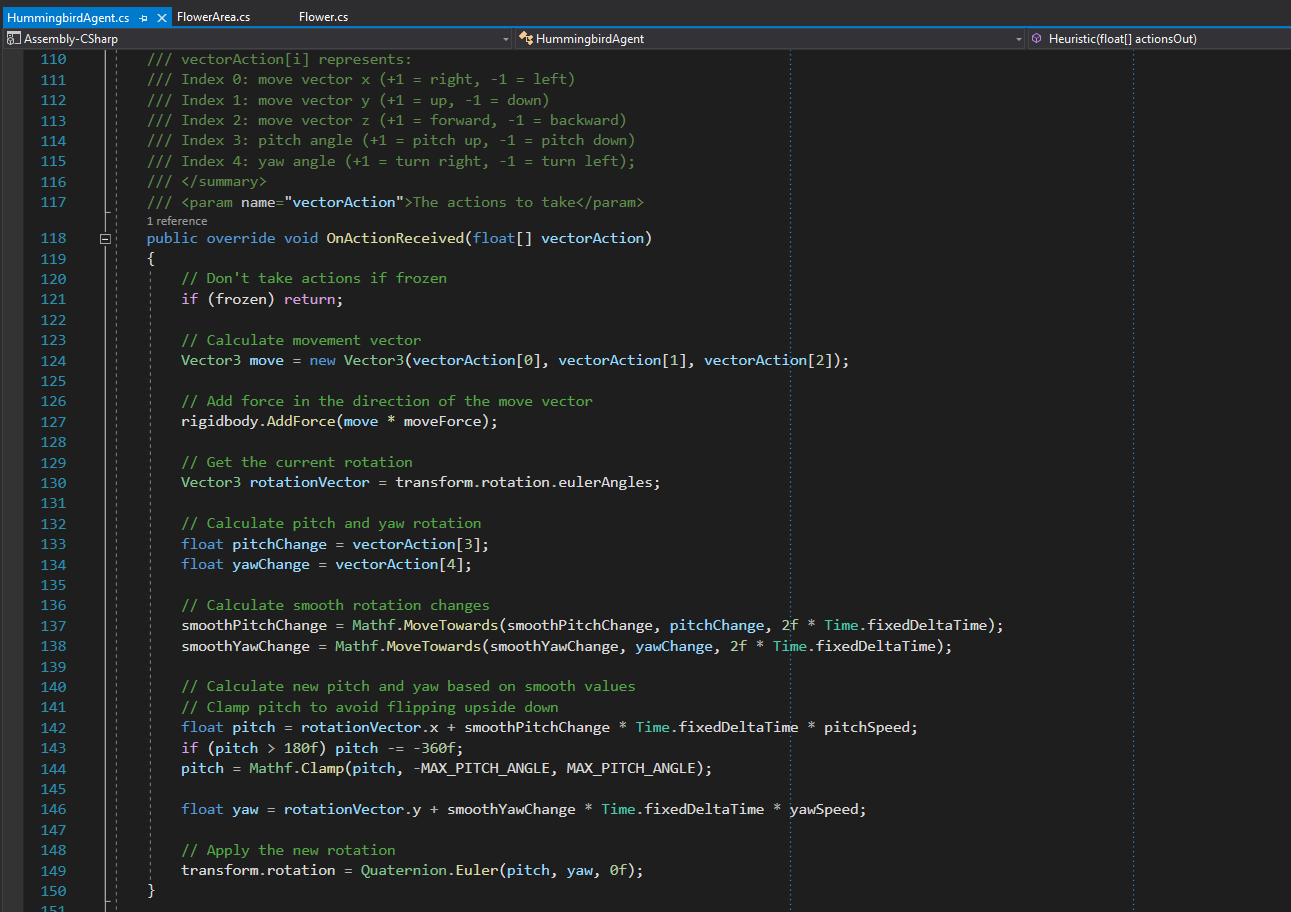 HummingbirdAgent.cs FlowerArea.cs Flower.cs
Assembly-CSharp HummingbirdAgent Heuristic(float[] actionsOut)
110 /// vectorAction[i] represents:
111 /// Index 0: move vector x (+1 = right, -1 = left)
112 /// Index 1: move vector y (+1 = up, -1 = down)
113 /// Index 2: move vector z (+1 = forward, -1 = backward)
114 /// Index 3: pitch angle (+1 = pitch up, -1 = pitch down)
115 /// Index 4: yaw angle (+1 = turn right, -1 = turn left);
116 /// </summary>
117 /// <param name="vectorAction">The actions to take</param>
1 reference
118 public override void OnActionReceived(float[] vectorAction)
119 {
120 // Don't take actions if frozen
121 if (frozen) return;
122
123 // Calculate movement vector
124 Vector3 move = new Vector3(vectorAction[0], vectorAction[1], vectorAction[2]);
125
126 // Add force in the direction of the move vector
127 rigidbody.AddForce(move * moveForce);
128
129 // Get the current rotation
130 Vector3 rotationVector = transform.rotation.eulerAngles;
131
132 // Calculate pitch and yaw rotation
133 float pitchChange = vectorAction[3];
134 float yawChange = vectorAction[4];
135
136 // Calculate smooth rotation changes
137 smoothPitchChange = Mathf.MoveTowards(smoothPitchChange, pitchChange, 2f * Time.fixedDeltaTime);
138 smoothYawChange = Mathf.MoveTowards(smoothYawChange, yawChange, 2f * Time.fixedDeltaTime);
139
140 // Calculate new pitch and yaw based on smooth values
141 // Clamp pitch to avoid flipping upside down
142 float pitch = rotationVector.x + smoothPitchChange * Time.fixedDeltaTime * pitchSpeed;
143 if (pitch > 180f) pitch -= -360f;
144 pitch = Mathf.Clamp(pitch, -MAX_PITCH_ANGLE, MAX_PITCH_ANGLE);
145
146 float yaw = rotationVector.y + smoothYawChange * Time.fixedDeltaTime * yawSpeed;
147
148 // Apply the new rotation
149 transform.rotation = Quaternion.Euler(pitch, yaw, 0f);
150 }
151